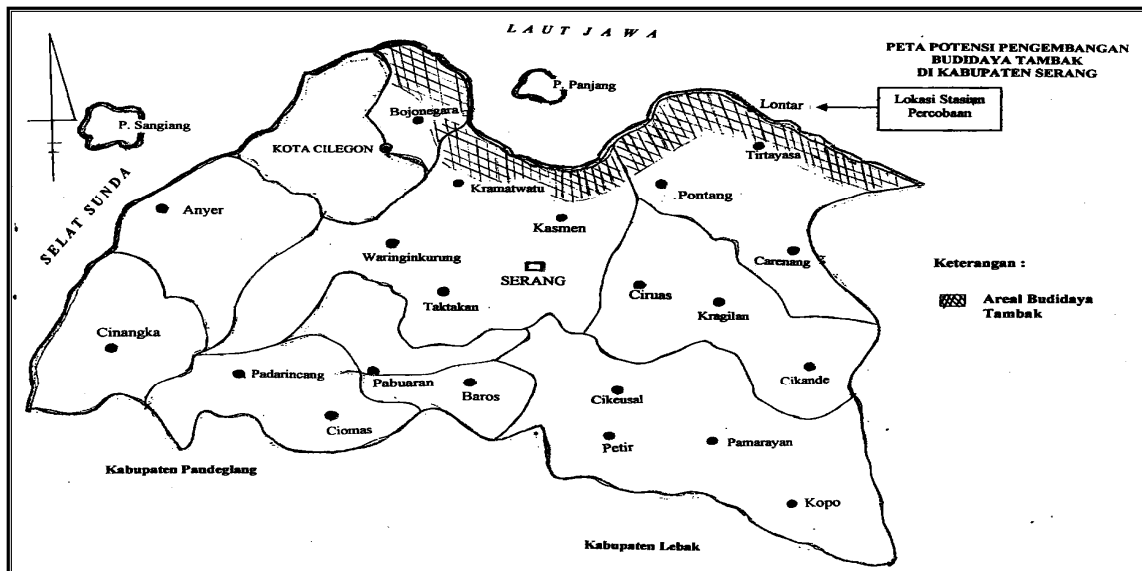 LAUT JAWA
PETA POTENSI PENGEMBANGAN
BUDIDAYA TAMBAK
DI KABUPATEN SERANG
P. Panjang
Lontar
Lokasi Stasiun
Percobaan
P. Sangiang
Bojonegara
KOTA CILEGON
Tirtayasa
SELAT SUNDA
Kramatwatu
Pontang
Anyer
Kasmen
Waringinkurung
Carenang
SERANG
Keterangan :
Taktakan
Ciruas
Kragilan
Areal Budidaya
Tambak
Cinangka
Padarincang
Pabuaran
Baros
Cikeusal
Cikande
Ciomas
Petir
Pamarayan
Kabupaten Pandeglang
Kopo
Kabupaten Lebak